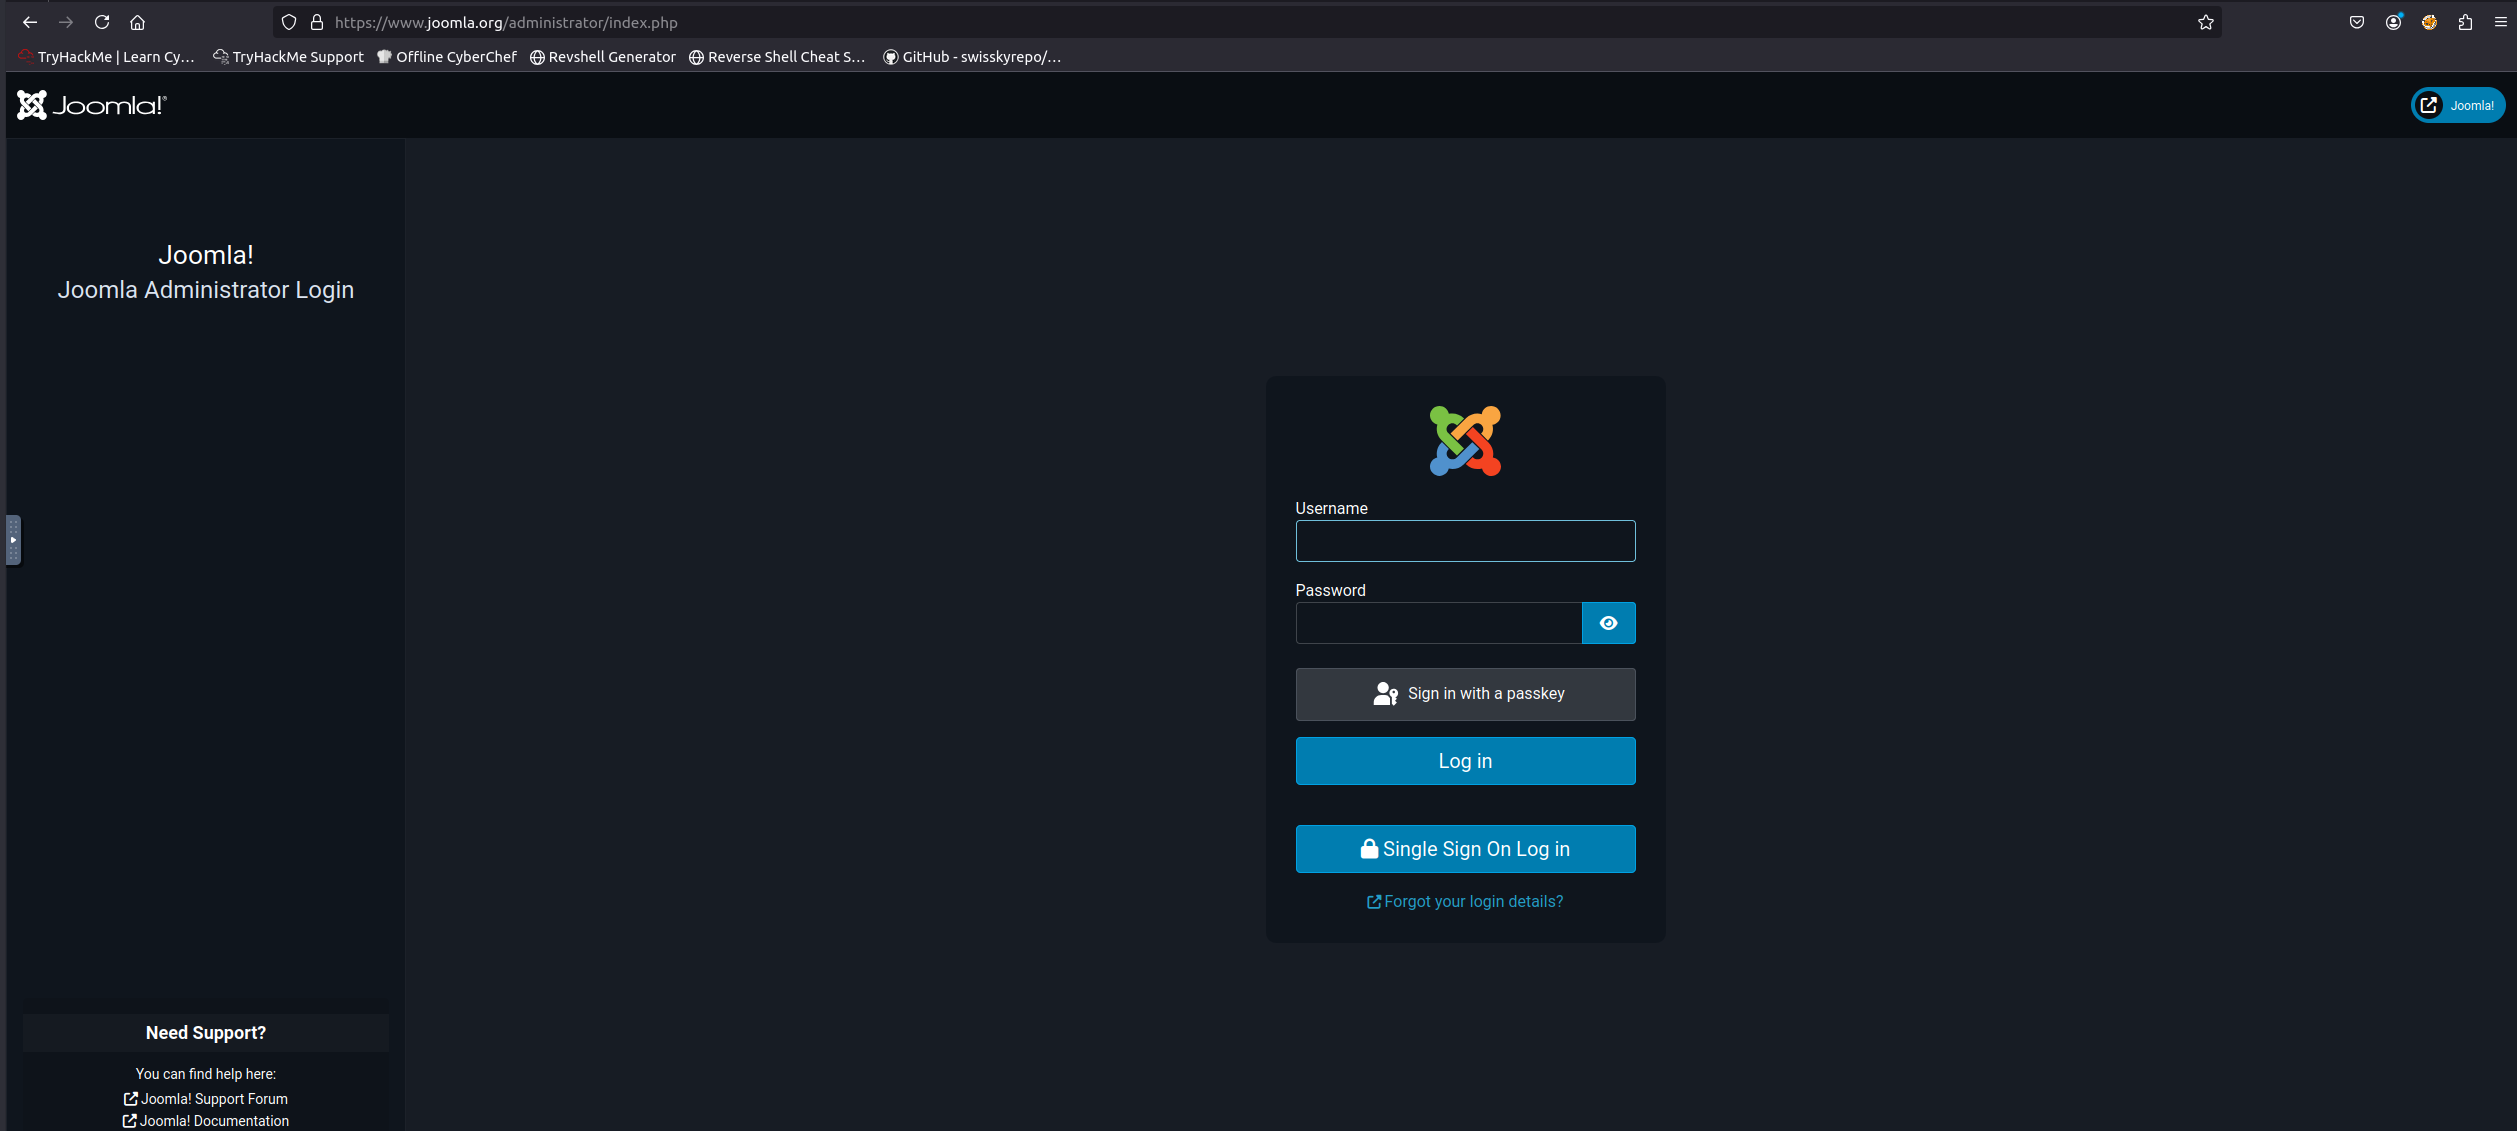 https://www.joomla.org/administrator/index.php
TryHackMe | Learn Cy... TryHackMe Support Offline CyberChef Revshell Generator Reverse Shell Cheat S... GitHub - swisskyrepo/...
Joomla!® Joomla!
Joomla!
Joomla Administrator Login
Username
Password
Sign in with a passkey
Log in
Single Sign On Log in
Forgot your login details?
Need Support?
You can find help here:
Joomla! Support Forum
Joomla! Documentation